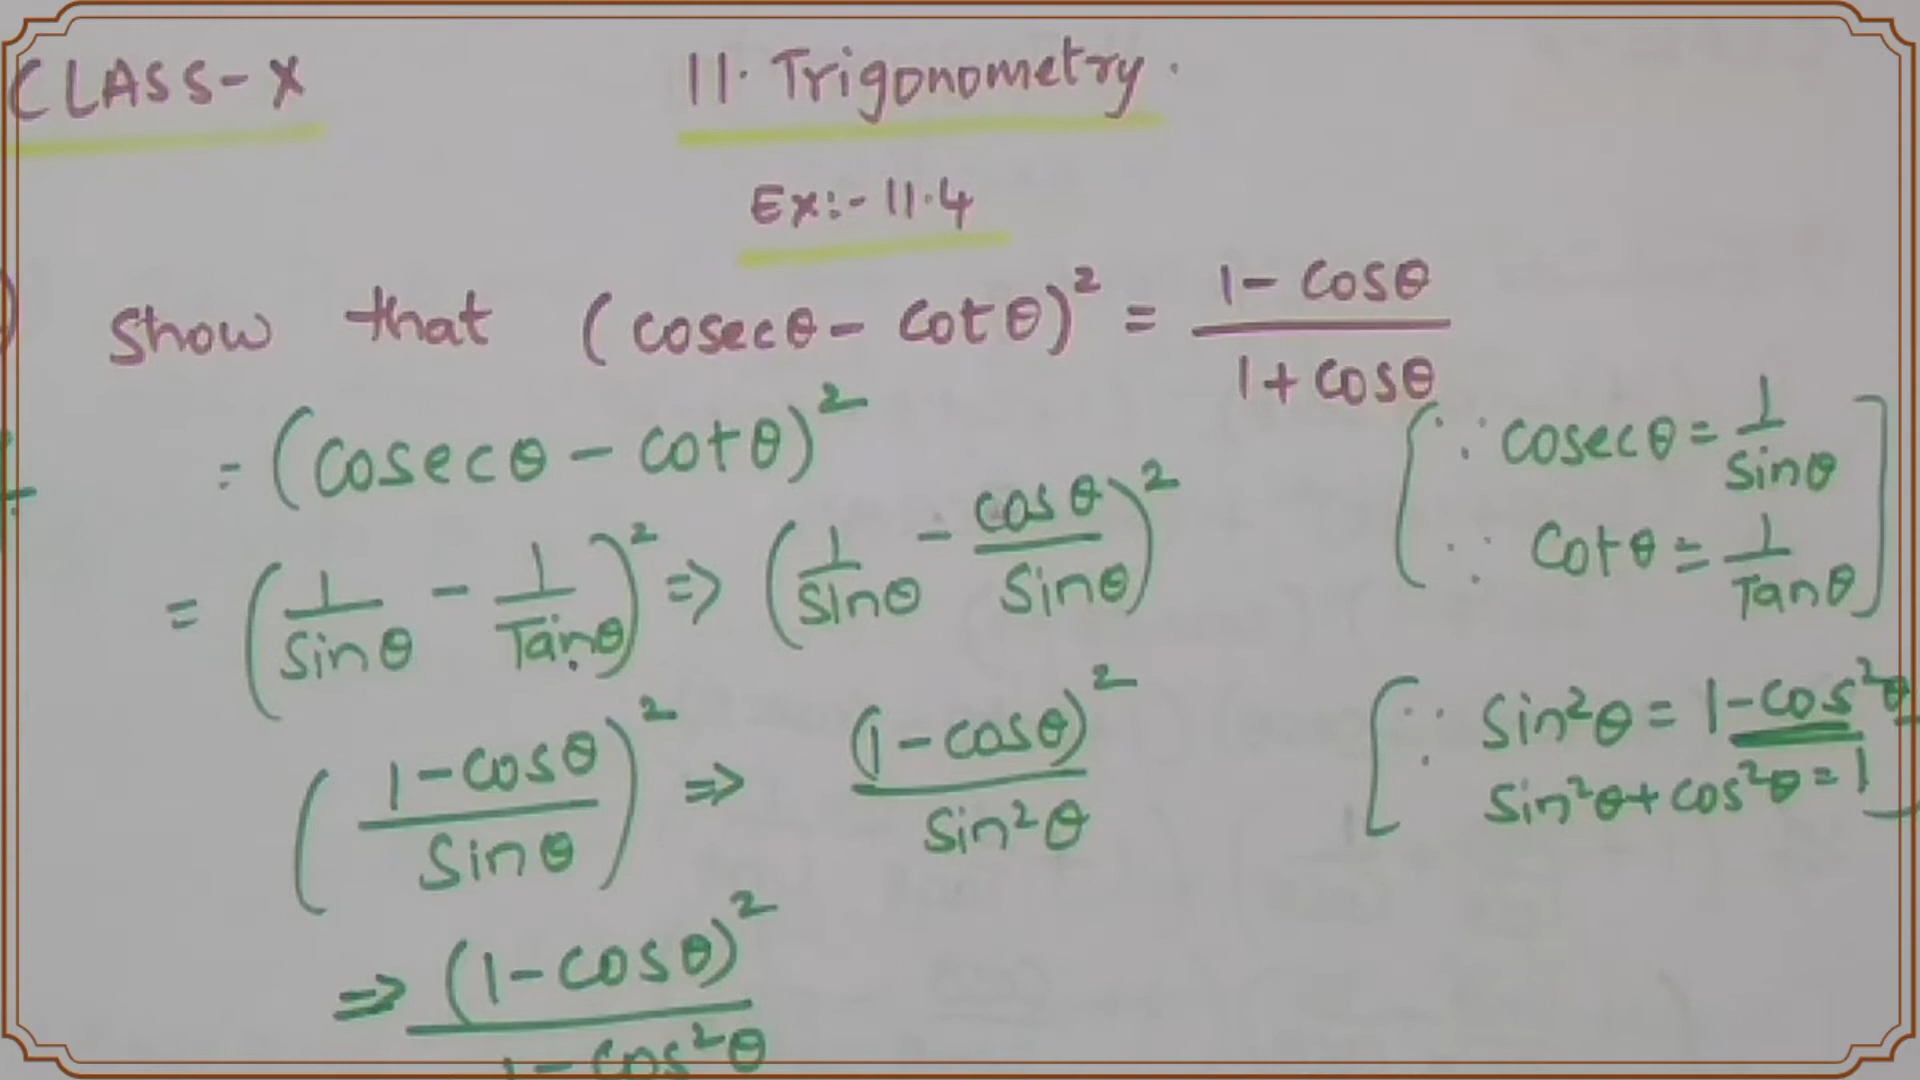 CLASS-X
11. Trigonometry.
Ex:- 11.4
Show that (cosecθ - cotθ)² = (1 - cosθ)/(1 + cosθ)
= (cosecθ - cotθ)²
[∵ cosecθ = 1/sinθ
∵ cotθ = 1/Tanθ]
= (1/sinθ - 1/Tanθ)² => (1/sinθ - cosθ/sinθ)²
((1 - cosθ)/sinθ)² => (1 - cosθ)²/sin²θ
[∵ sin²θ = 1 - cos²θ
sin²θ + cos²θ = 1]
=> (1 - cosθ)²/(1 - cos²θ)